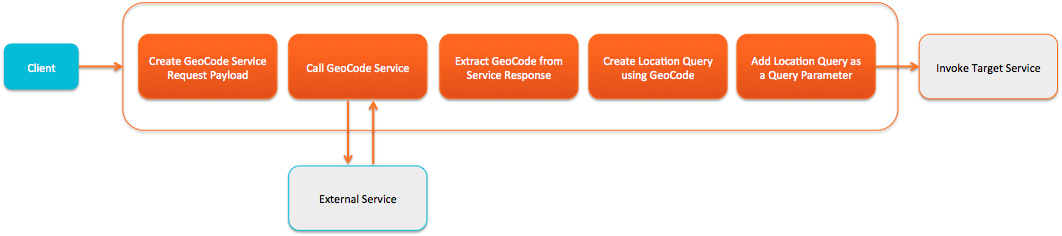 Client
Create GeoCode Service
Request Payload
Call GeoCode Service
Extract GeoCode from
Service Response
Create Location Query
using GeoCode
Add Location Query as
a Query Parameter
Invoke Target Service
External Service